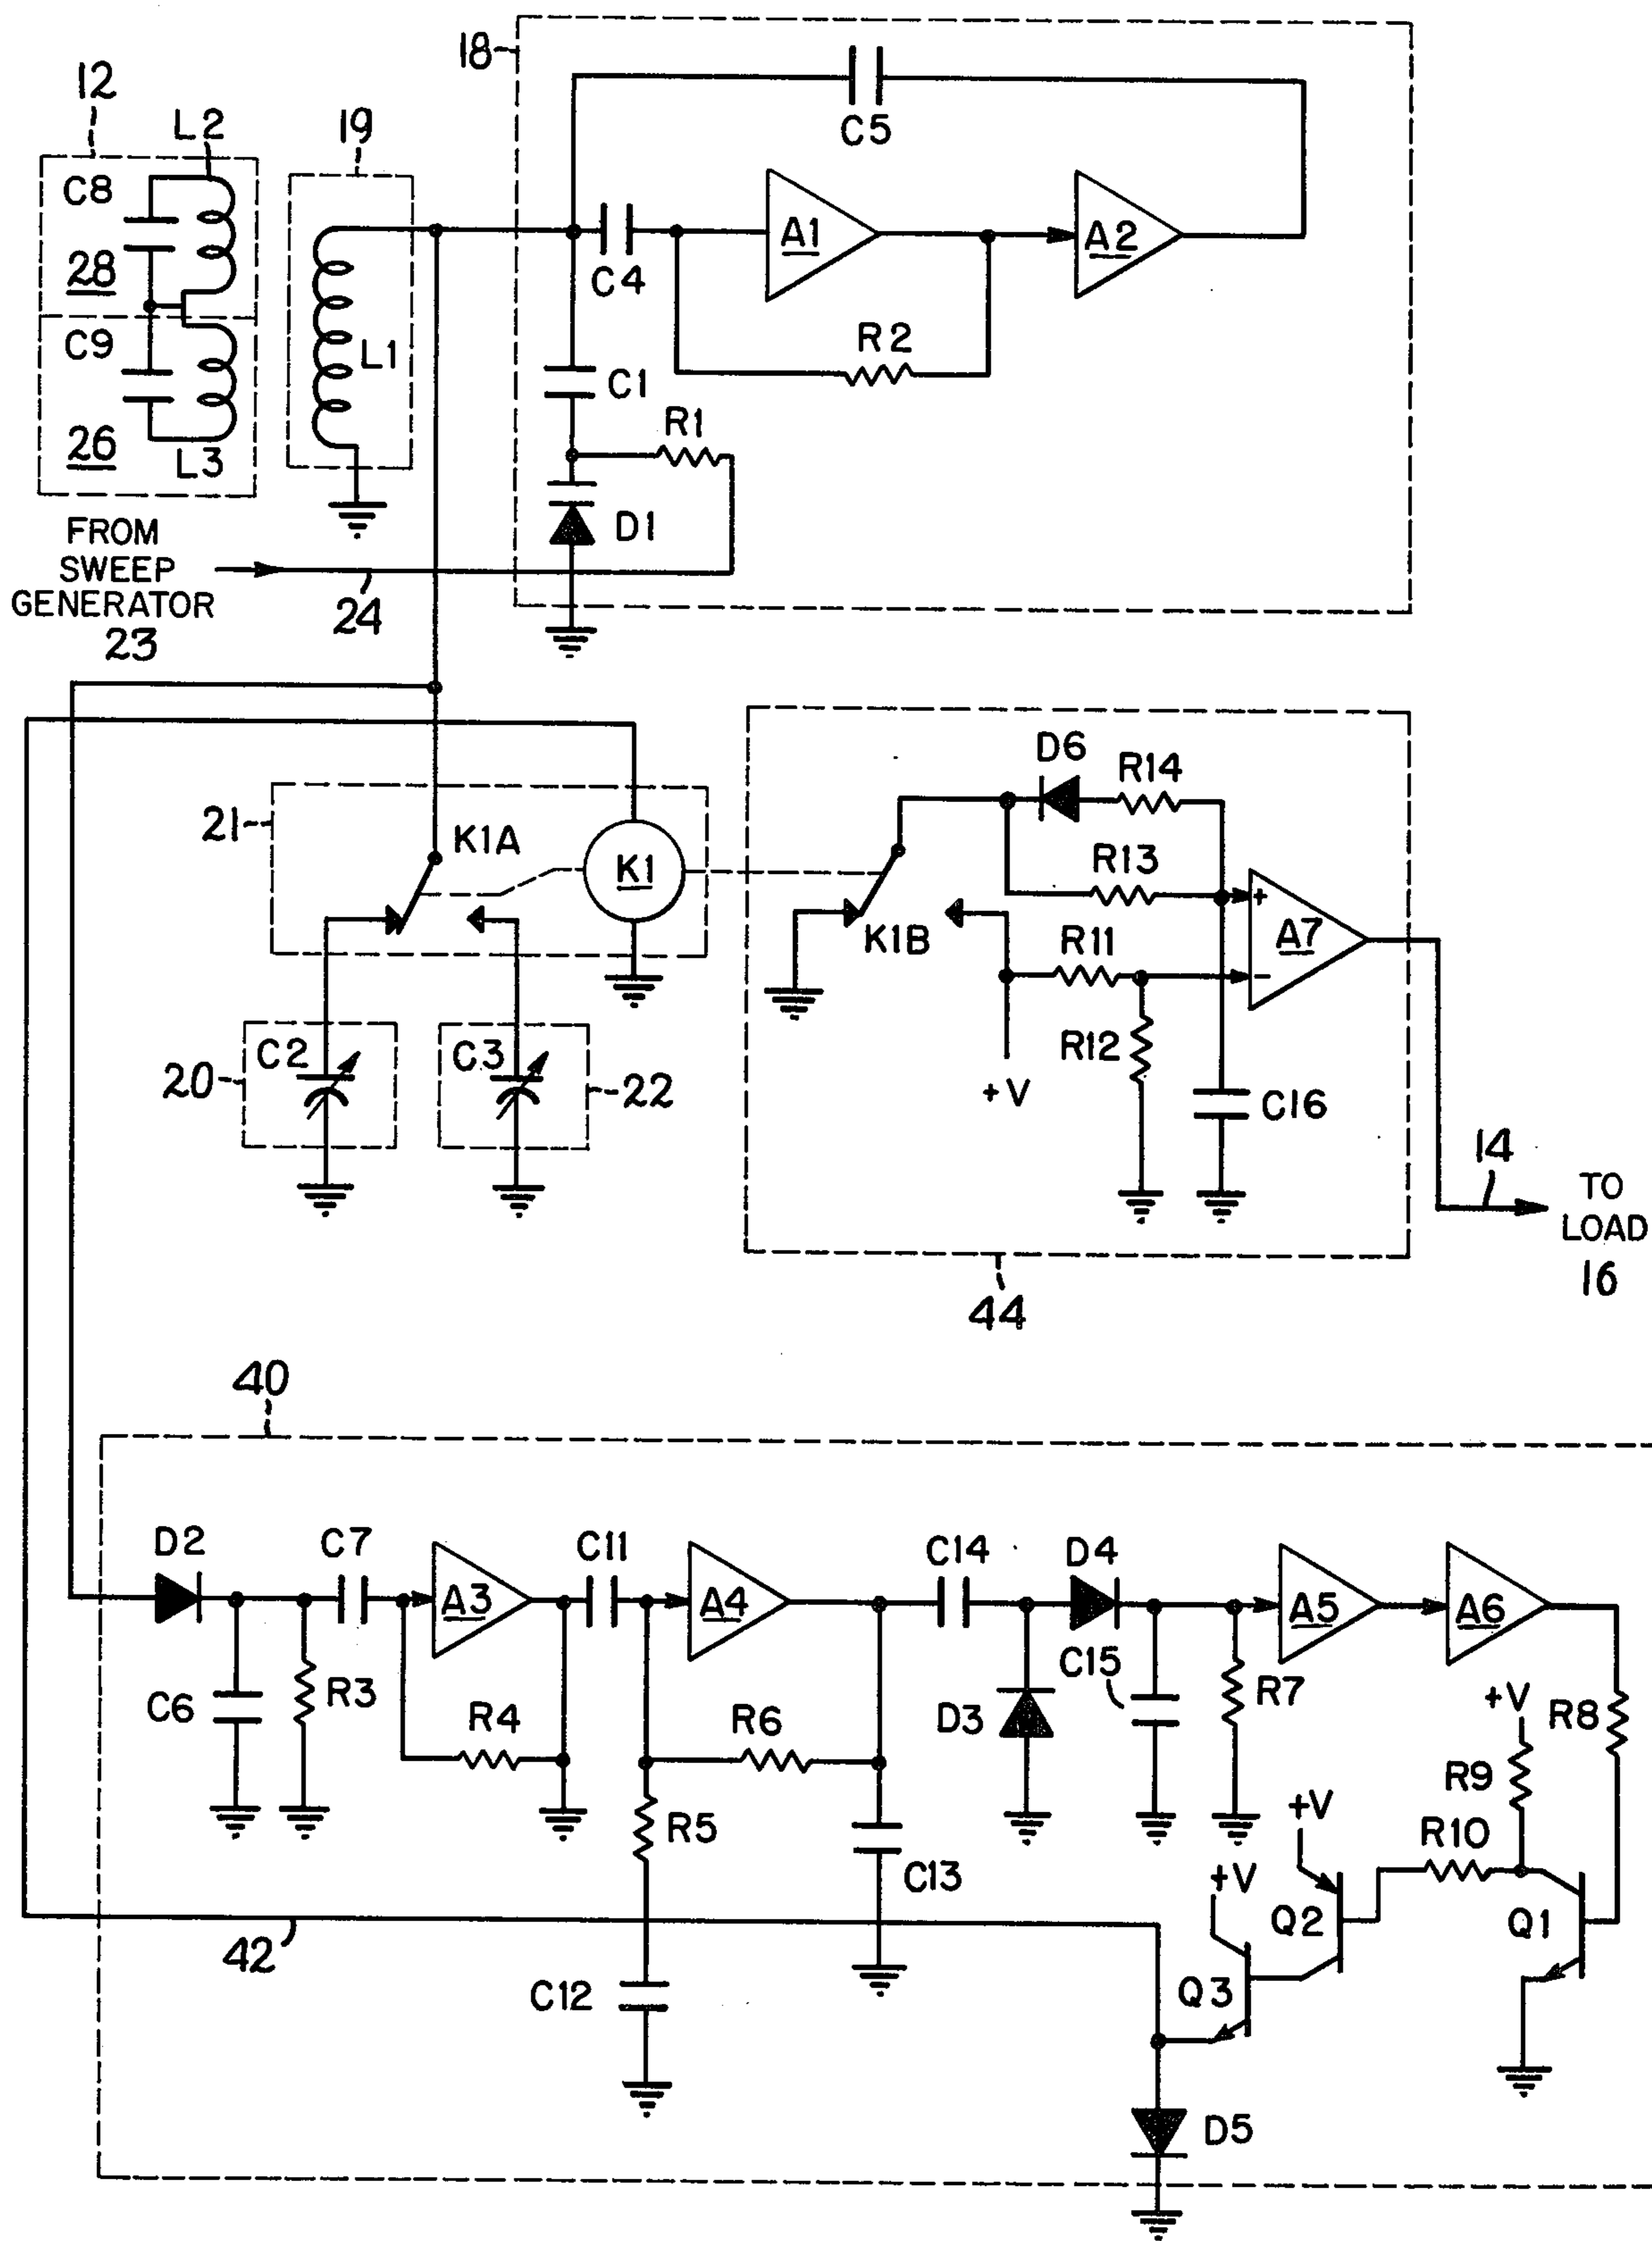 18
12
L2
19
C8
C5
28
A1
A2
C4
C9
L1
R2
C1
26
L3
R1
D1
FROM
SWEEP
GENERATOR
23
24
D6
R14
21
K1A
K1
R13
+
K1B
R11
A7
-
C2
C3
R12
20
22
+V
C16
14
TO
LOAD
16
44
40
D2
C7
C11
C14
D4
A3
A4
A5
A6
C6
R3
R4
R6
D3
C15
R7
+V
R8
R9
R5
+V
R10
C13
+V
Q2
Q1
42
C12
Q3
D5